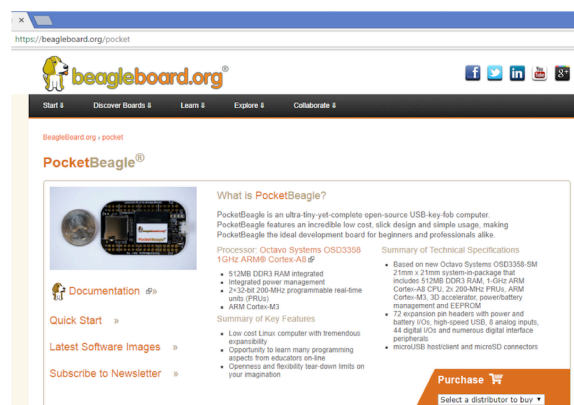 ×
https://beagleboard.org/pocket
beagleboard.org®
f in You Tube g+
Start ⇓ Discover Boards ⇓ Learn ⇓ Explore ⇓ Collaborate ⇓
BeagleBoard.org › pocket
PocketBeagle®
What is PocketBeagle?
PocketBeagle is an ultra-tiny-yet-complete open-source USB-key-fob computer.
PocketBeagle features an incredible low cost, slick design and simple usage, making
PocketBeagle the ideal development board for beginners and professionals alike.
Processor: Octavo Systems OSD3358
1GHz ARM® Cortex-A8
• 512MB DDR3 RAM integrated
• Integrated power management
• 2×32-bit 200-MHz programmable real-time
units (PRUs)
• ARM Cortex-M3
Summary of Key Features
• Low cost Linux computer with tremendous
expansibility
• Opportunity to learn many programming
aspects from educators on-line
• Openness and flexibility tear-down limits on
your imagination
Summary of Technical Specifications
• Based on new Octavo Systems OSD3358-SM
21mm x 21mm system-in-package that
includes 512MB DDR3 RAM, 1-GHz ARM
Cortex-A8 CPU, 2x 200-MHz PRUs, ARM
Cortex-M3, 3D accelerator, power/battery
management and EEPROM
• 72 expansion pin headers with power and
battery I/Os, high-speed USB, 8 analog inputs,
44 digital I/Os and numerous digital interface
peripherals
• microUSB host/client and microSD connectors
Documentation »
Quick Start »
Latest Software Images »
Subscribe to Newsletter »
Purchase
Select a distributor to buy ▼